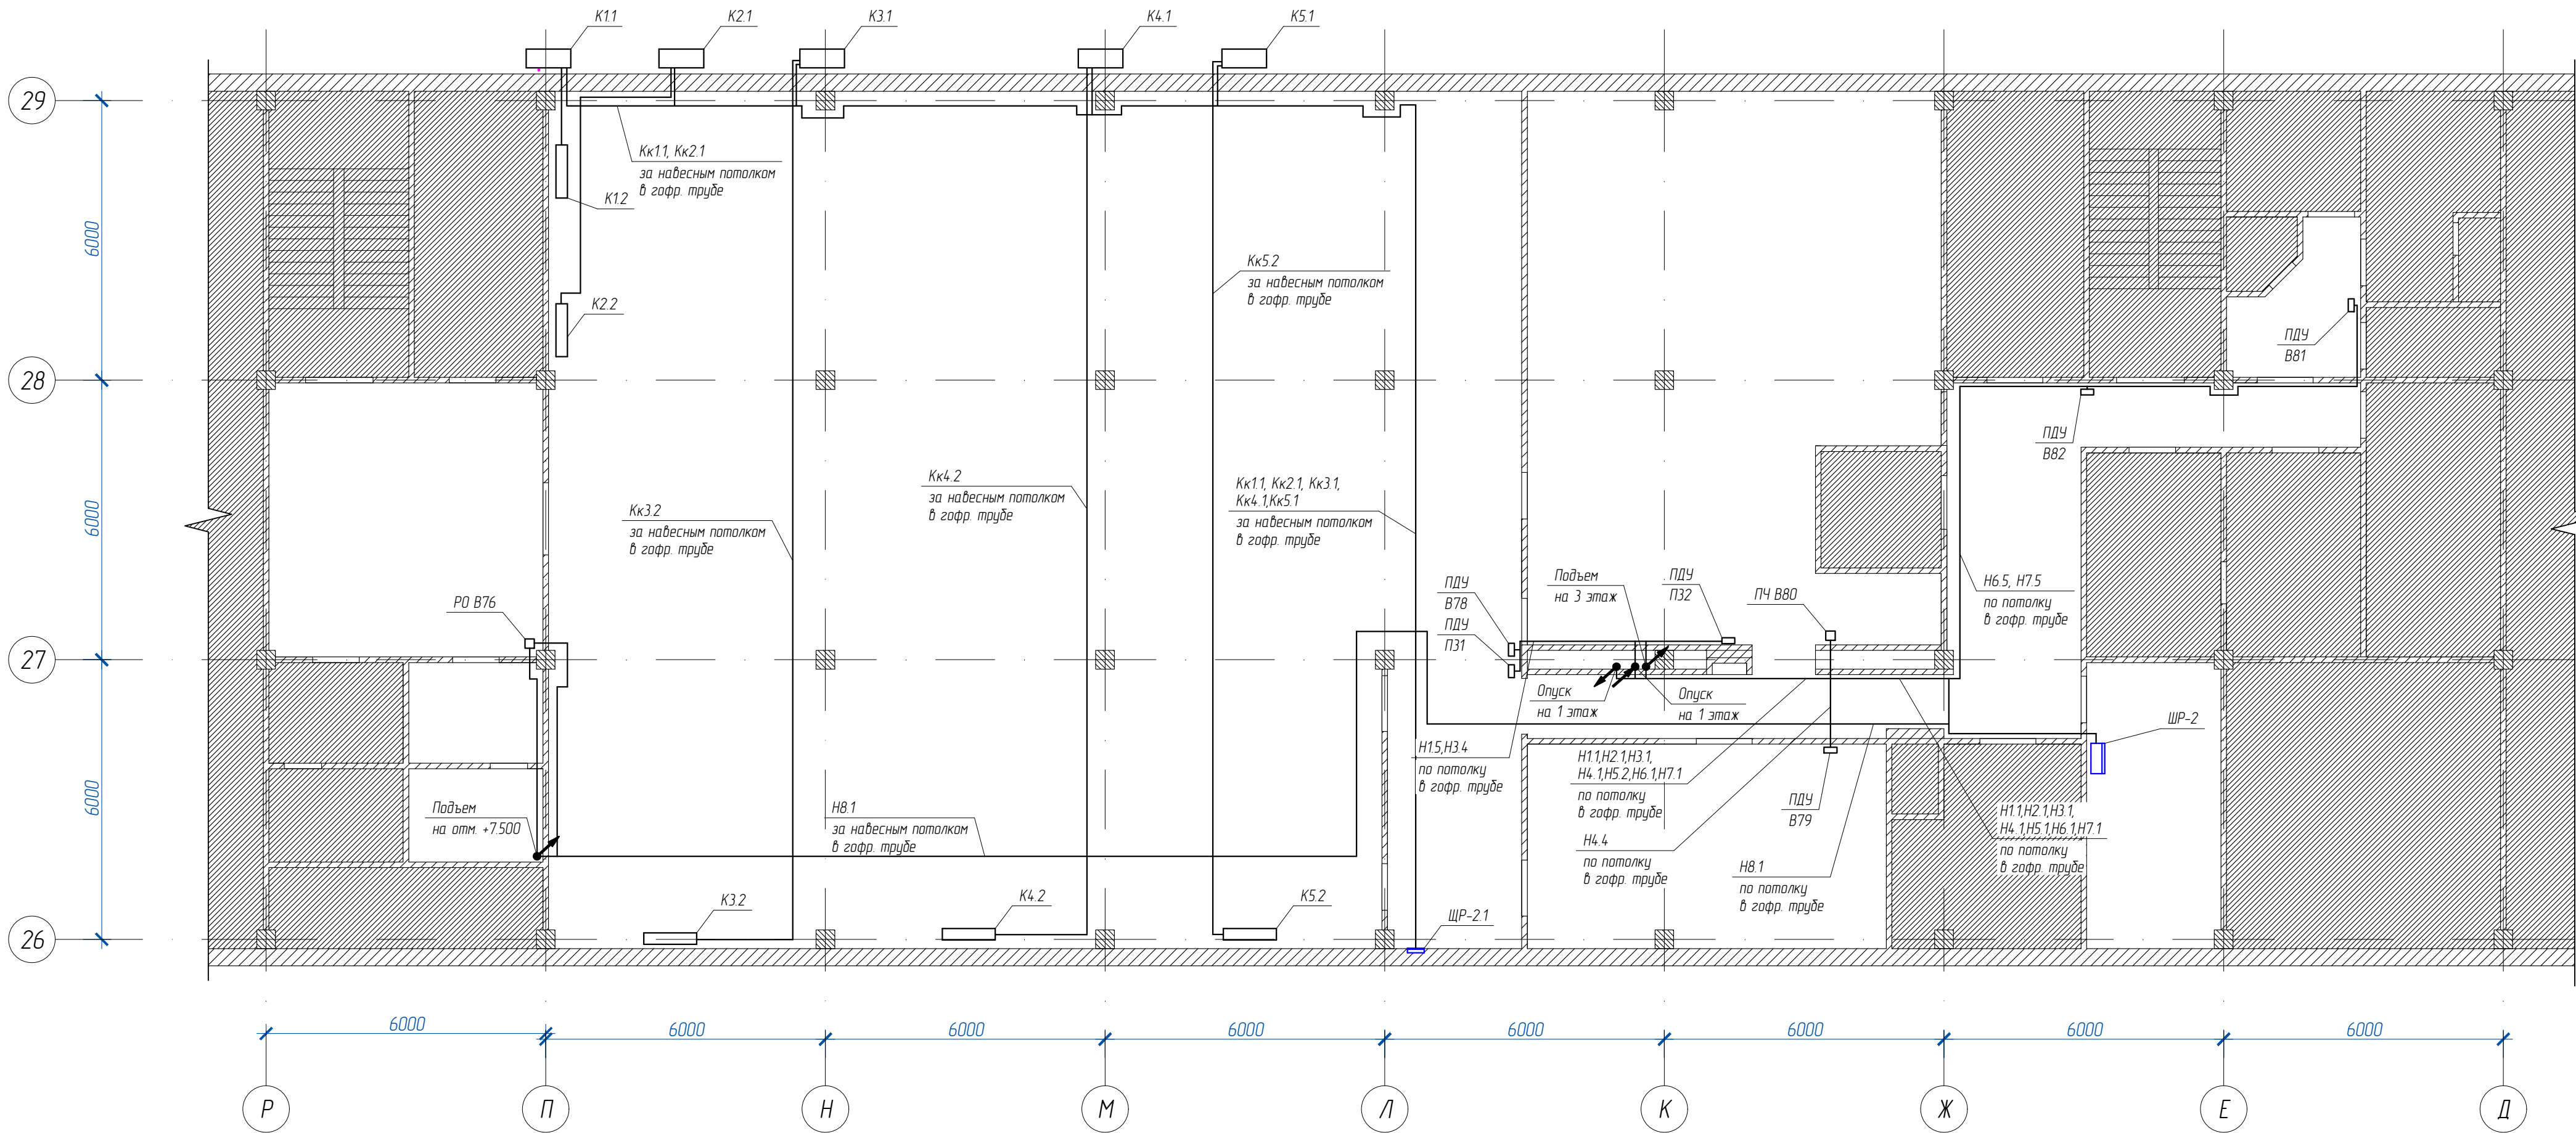 К1.1
К2.1
К3.1
К4.1
К5.1
29
Кк1.1, Кк2.1
за навесным потолком
в гофр. трубе
К1.2
6000
Кк5.2
за навесным потолком
в гофр. трубе
К2.2
ПДУ
В81
28
ПДУ
В82
Кк4.2
за навесным потолком
в гофр. трубе
Кк1.1, Кк2.1, Кк3.1,
Кк4.1,Кк5.1
за навесным потолком
в гофр. трубе
Кк3.2
за навесным потолком
в гофр. трубе
6000
РО В76
ПДУ
В78
ПДУ
П31
Подъем
на 3 этаж
ПДУ
П32
ПЧ В80
Н6.5, Н7.5
по потолку
в гофр. трубе
27
Опуск
на 1 этаж
Опуск
на 1 этаж
ЩР-2
Н1.5,Н3.4
по потолку
в гофр. трубе
Н1.1,Н2.1,Н3.1,
Н4.1,Н5.2,Н6.1,Н7.1
по потолку
в гофр. трубе
ПДУ
В79
6000
Подъем
на отм. +7.500
Н8.1
за навесным потолком
в гофр. трубе
Н1.1,Н2.1,Н3.1,
Н4.1,Н5.1,Н6.1,Н7.1
по потолку
в гофр. трубе
Н4.4
по потолку
в гофр. трубе
Н8.1
по потолку
в гофр. трубе
К3.2
К4.2
К5.2
ЩР-2.1
26
6000
6000
6000
6000
6000
6000
6000
6000
Р
П
Н
М
Л
К
Ж
Е
Д